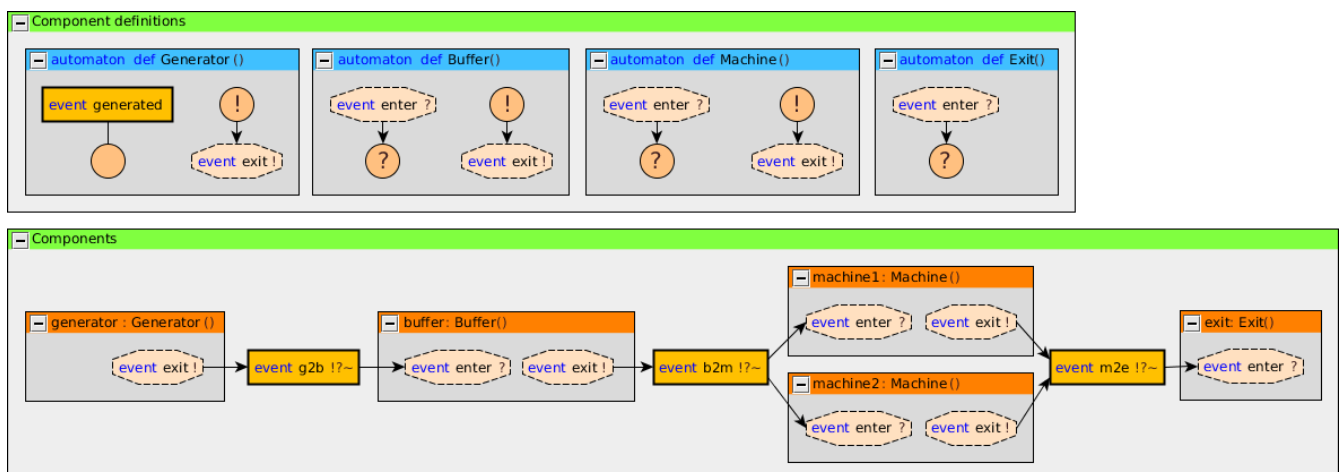 Component definitions
automaton def Generator()
automaton def Buffer()
automaton def Machine()
automaton def Exit()
event generated
!
event enter ?
!
event enter ?
!
event enter ?
event exit !
?
event exit !
?
event exit !
?
Components
machine1: Machine()
generator : Generator()
buffer: Buffer()
event enter ?
event exit !
exit: Exit()
event exit !
event g2b !?~
event enter ?
event exit !
event b2m !?~
event m2e !?~
event enter ?
machine2: Machine()
event enter ?
event exit !